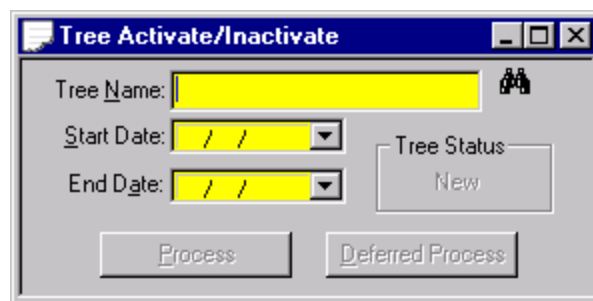 Tree Activate/Inactivate
Tree Name:
Start Date: / /
Tree Status
End Date: / /
New
Process
Deferred Process